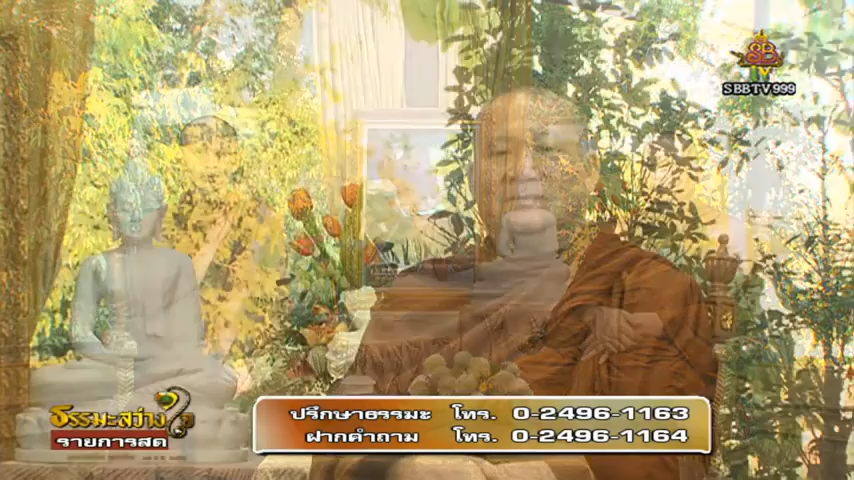 SBBTV999
ธรรมะสว่างใจ
รายการสด
ปรึกษาธรรมะ โทร. 0-2496-1163
ฝากคำถาม โทร. 0-2496-1164